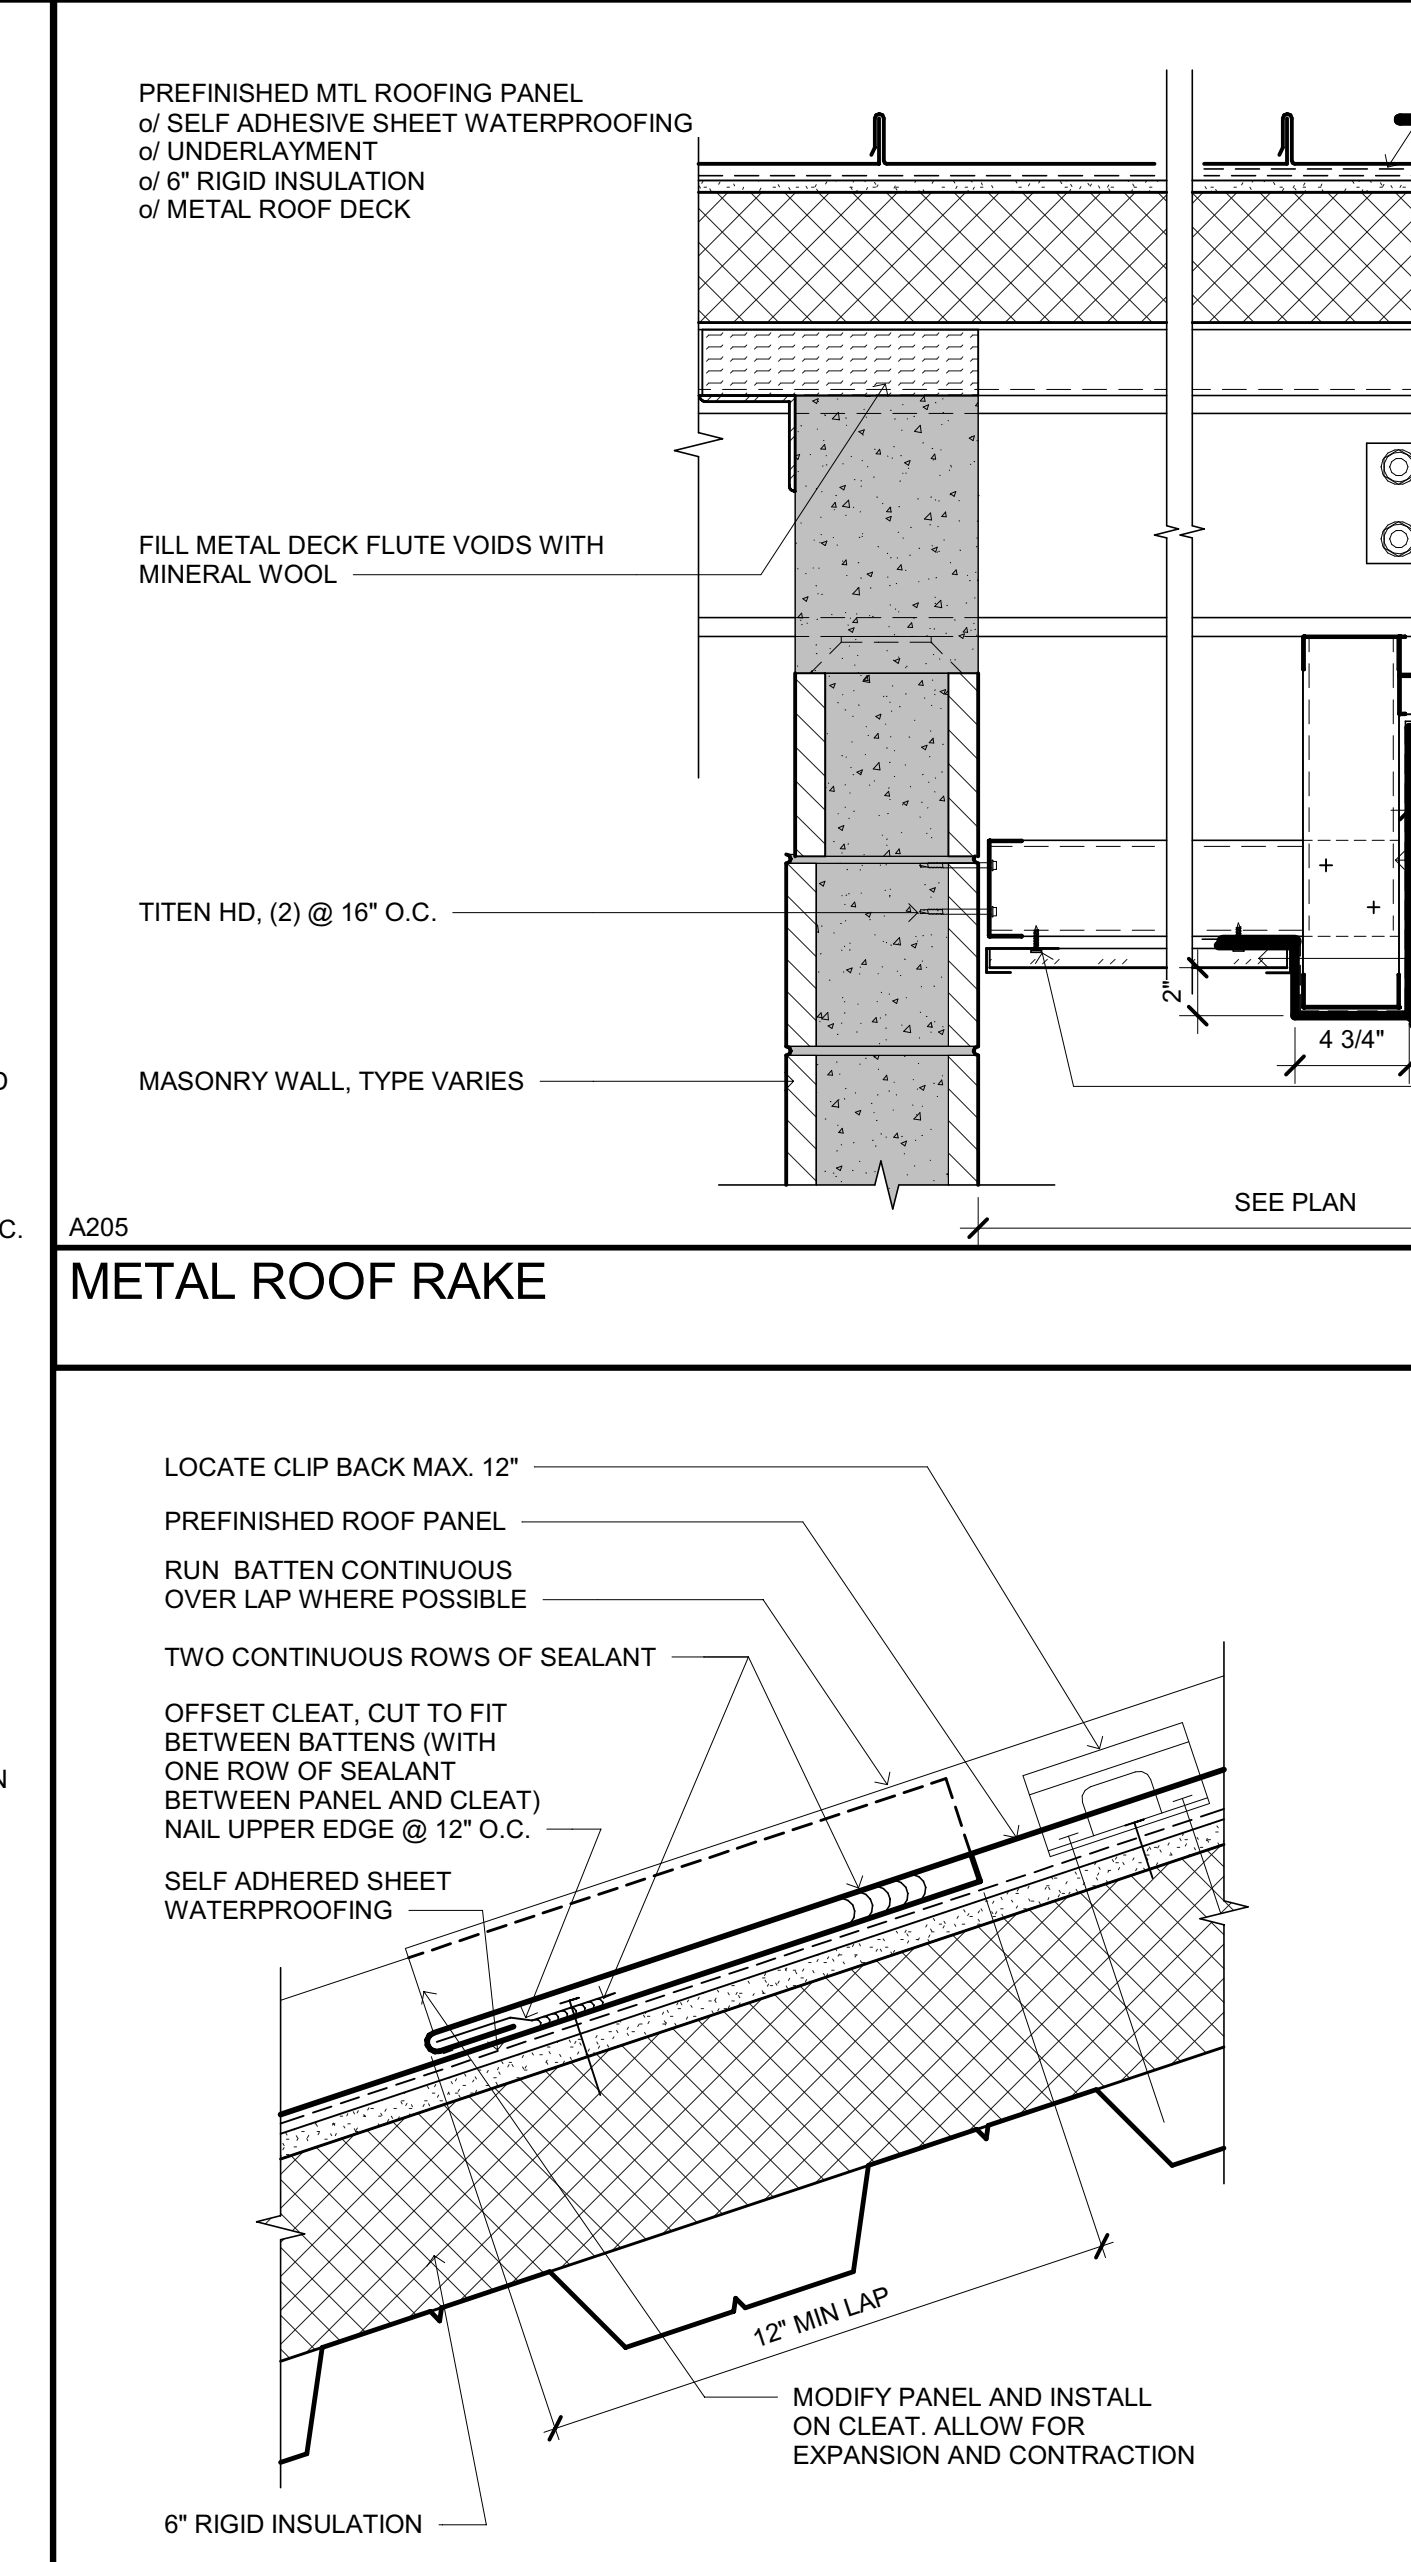 PREFINISHED MTL ROOFING PANEL
o/ SELF ADHESIVE SHEET WATERPROOFING
o/ UNDERLAYMENT
o/ 6" RIGID INSULATION
o/ METAL ROOF DECK
FILL METAL DECK FLUTE VOIDS WITH
MINERAL WOOL
TITEN HD, (2) @ 16" O.C.
2"
4 3/4"
MASONRY WALL, TYPE VARIES
SEE PLAN
C.
A205
METAL ROOF RAKE
LOCATE CLIP BACK MAX. 12"
PREFINISHED ROOF PANEL
RUN  BATTEN CONTINUOUS
OVER LAP WHERE POSSIBLE
TWO CONTINUOUS ROWS OF SEALANT
OFFSET CLEAT, CUT TO FIT
BETWEEN BATTENS (WITH
ONE ROW OF SEALANT
BETWEEN PANEL AND CLEAT)
NAIL UPPER EDGE @ 12" O.C.
SELF ADHERED SHEET
WATERPROOFING
12" MIN LAP
MODIFY PANEL AND INSTALL
ON CLEAT. ALLOW FOR
EXPANSION AND CONTRACTION
6" RIGID INSULATION